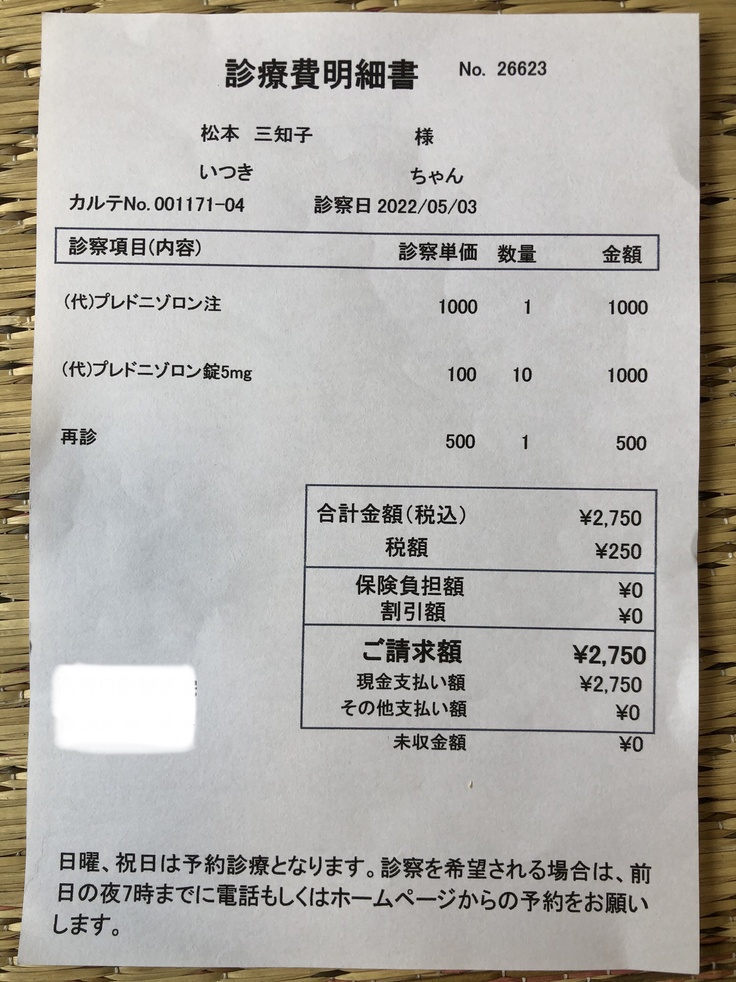 診療費明細書 No. 26623
松本 三知子 様
いつき ちゃん
カルテNo.001171-04 診察日 2022/05/03
診察項目(内容) 診察単価 数量 金額
(代)プレドニゾロン注 1000 1 1000
(代)プレドニゾロン錠5mg 100 10 1000
再診 500 1 500
合計金額(税込) ¥2,750
税額 ¥250
保険負担額 ¥0
割引額 ¥0
ご請求額 ¥2,750
現金支払い額 ¥2,750
その他支払い額 ¥0
未収金額 ¥0
日曜、祝日は予約診療となります。診察を希望される場合は、前
日の夜7時までに電話もしくはホームページからの予約をお願い
します。